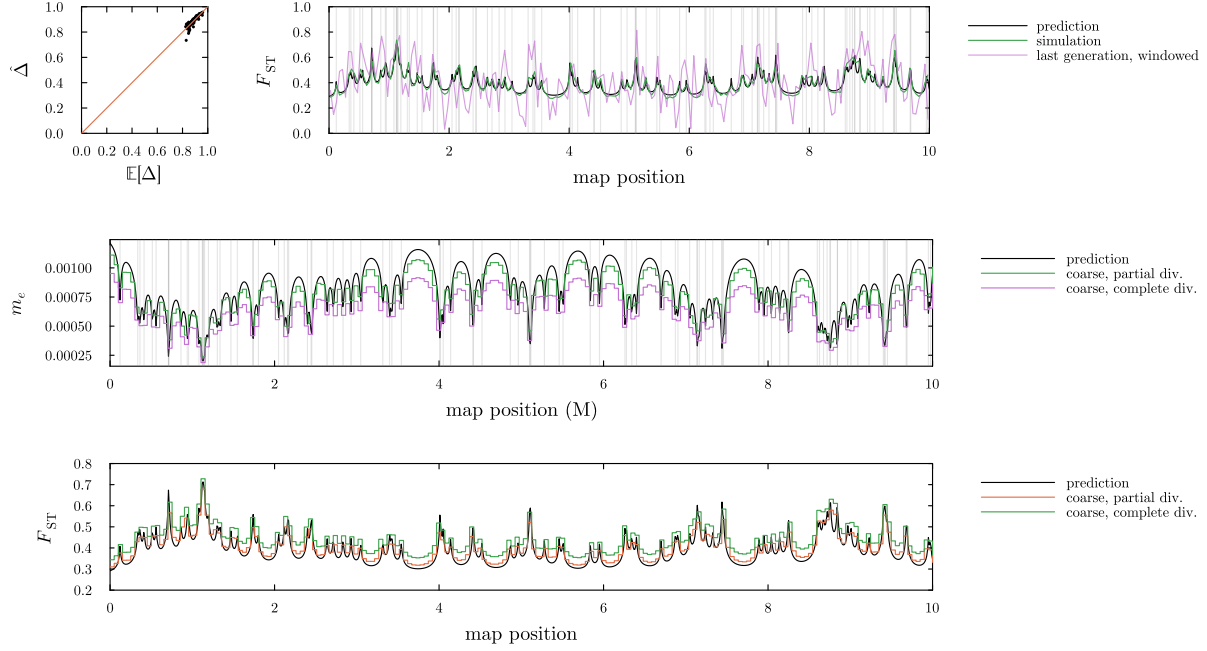 1.0
0.8
0.6
0.4
0.2
0.0
Δ̂
0.0 0.2 0.4 0.6 0.8 1.0
𝔼[Δ]
1.0
0.8
0.6
0.4
0.2
0.0
F_ST
0 2 4 6 8 10
map position
prediction
simulation
last generation, windowed
0.00100
0.00075
0.00050
0.00025
m_e
0 2 4 6 8 10
map position (M)
prediction
coarse, partial div.
coarse, complete div.
0.8
0.7
0.6
0.5
0.4
0.3
0.2
F_ST
0 2 4 6 8 10
map position
prediction
coarse, partial div.
coarse, complete div.